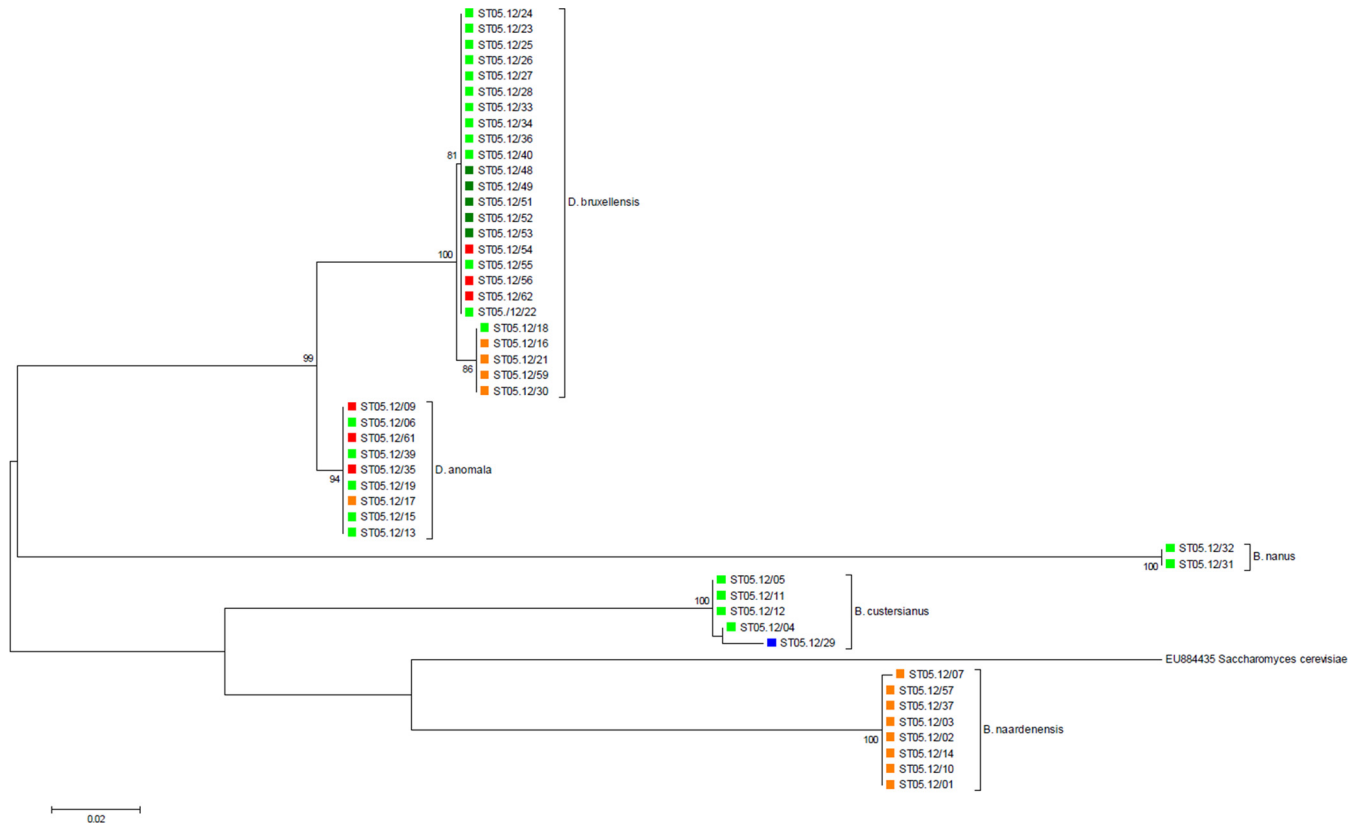 ST05.12/24
ST05.12/23
ST05.12/25
ST05.12/26
ST05.12/27
ST05.12/28
ST05.12/33
ST05.12/34
ST05.12/36
81
ST05.12/40
ST05.12/48
ST05.12/49
ST05.12/51
D. bruxellensis
ST05.12/52
ST05.12/53
100
ST05.12/54
ST05.12/55
ST05.12/56
ST05.12/62
ST05./12/22
ST05.12/18
ST05.12/16
99
ST05.12/21
86
ST05.12/59
ST05.12/30
ST05.12/09
ST05.12/06
ST05.12/61
ST05.12/39
ST05.12/35
D. anomala
94
ST05.12/19
ST05.12/17
ST05.12/15
ST05.12/13
ST05.12/32
B. nanus
100
ST05.12/31
ST05.12/05
100
ST05.12/11
B. custersianus
ST05.12/12
ST05.12/04
ST05.12/29
EU884435 Saccharomyces cerevisiae
ST05.12/07
ST05.12/57
ST05.12/37
ST05.12/03
B. naardenensis
100
ST05.12/02
ST05.12/14
ST05.12/10
ST05.12/01
0.02